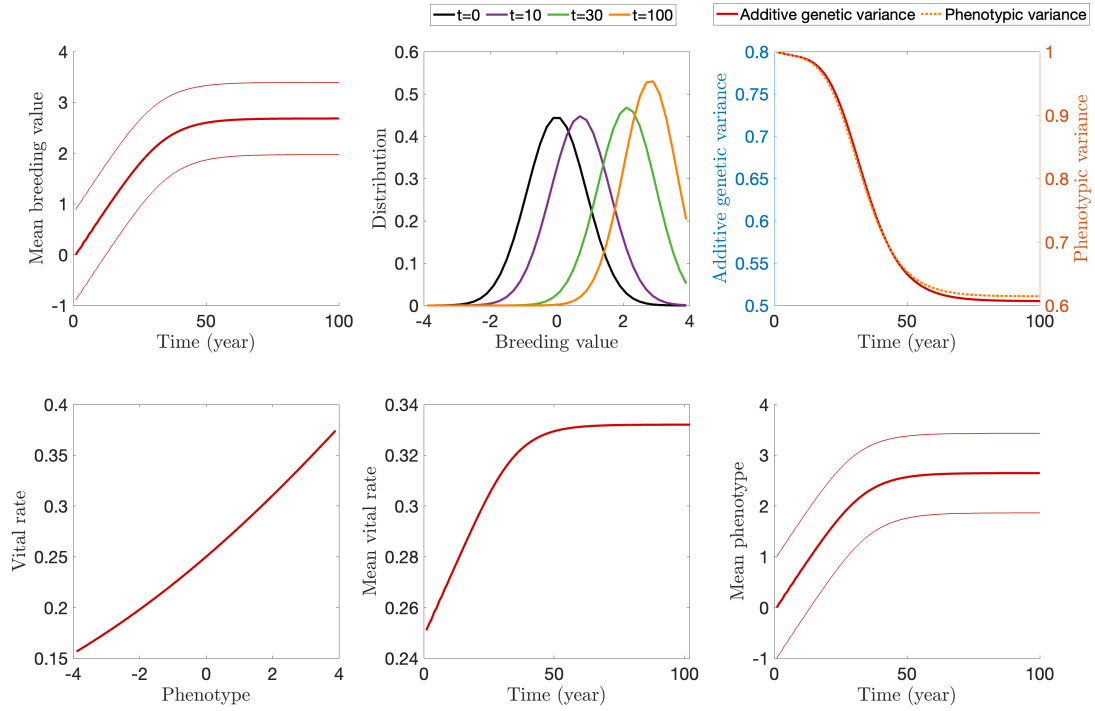 t=0 t=10 t=30 t=100
Additive genetic variance Phenotypic variance
Mean breeding value
4
3
2
1
0
-1
0 50 100
Time (year)
Distribution
0.6
0.5
0.4
0.3
0.2
0.1
0
-4 -2 0 2 4
Breeding value
Additive genetic variance
0.8
0.75
0.7
0.65
0.6
0.55
0.5
0 50 100
Time (year)
1
0.9
0.8
0.7
0.6
Phenotypic variance
Vital rate
0.4
0.35
0.3
0.25
0.2
0.15
-4 -2 0 2 4
Phenotype
Mean vital rate
0.34
0.32
0.3
0.28
0.26
0.24
0 50 100
Time (year)
Mean phenotype
4
3
2
1
0
-1
0 50 100
Time (year)